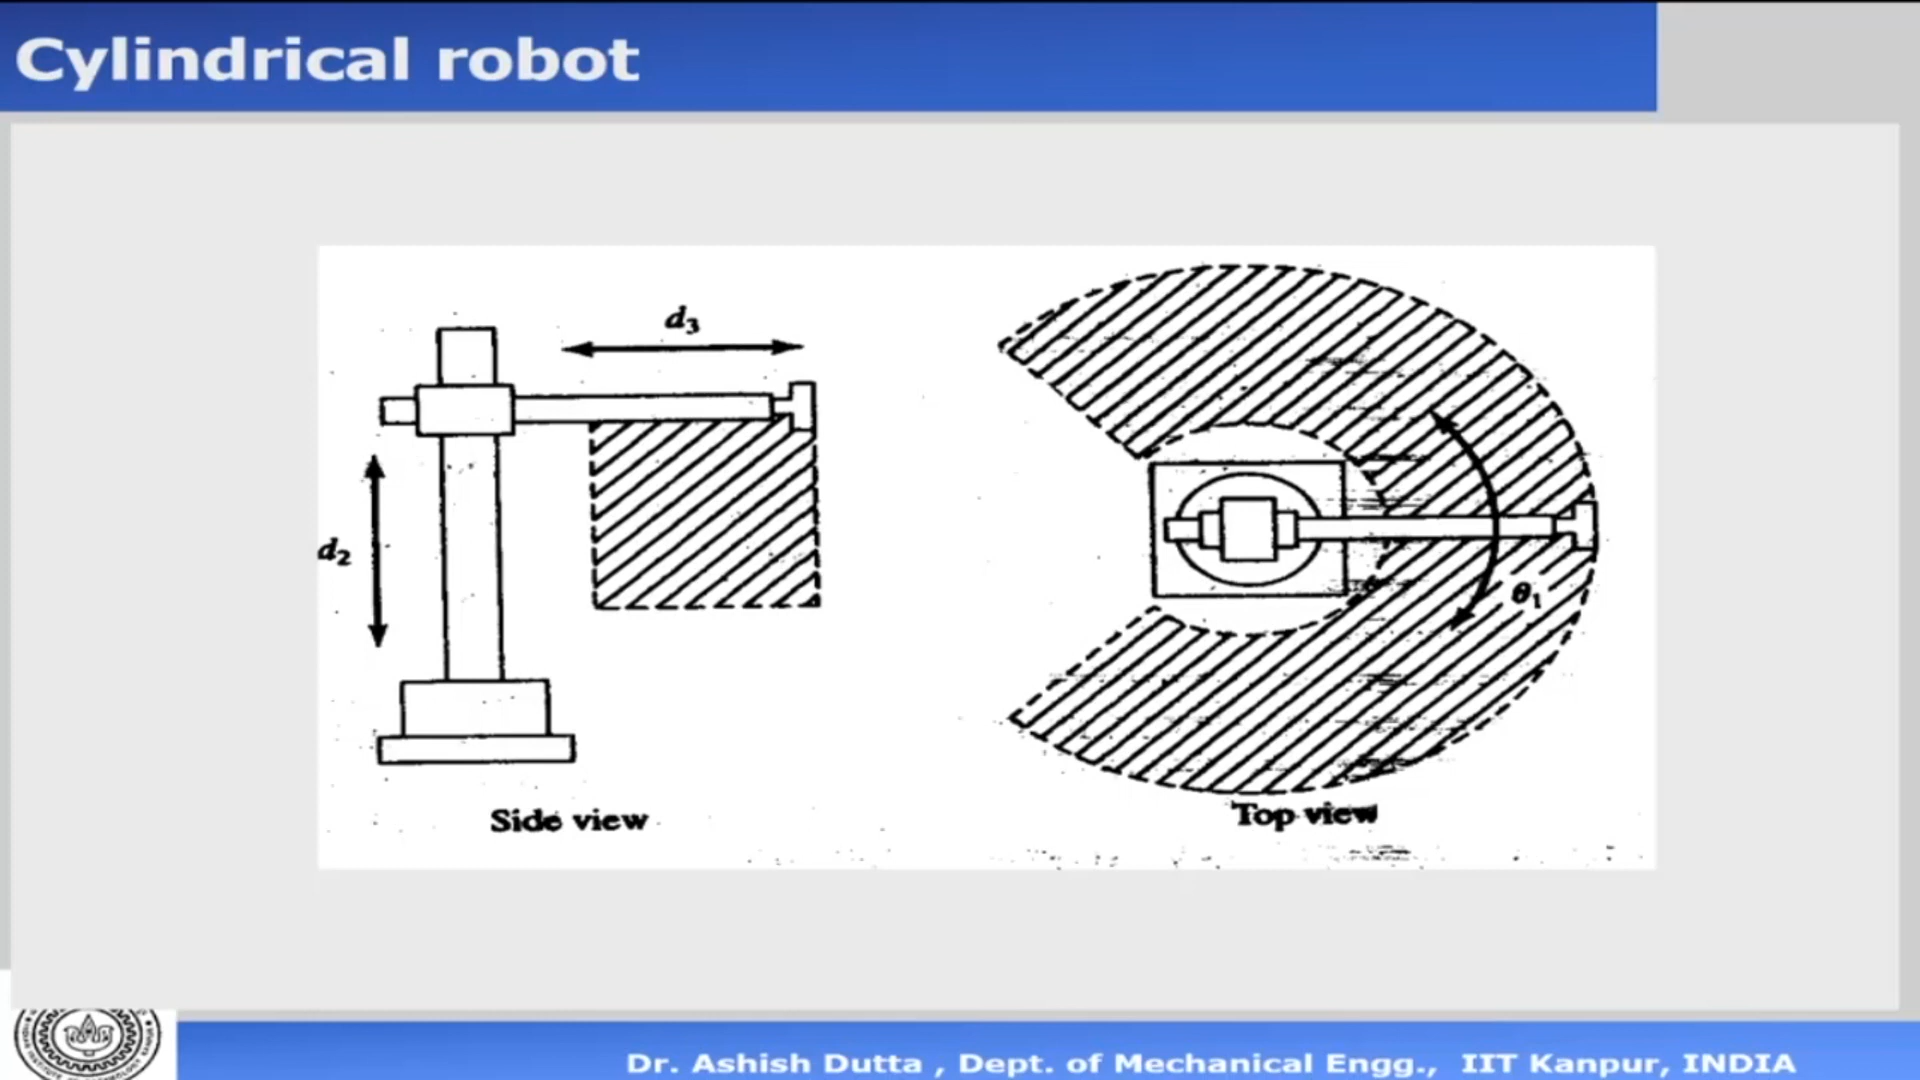 Cylindrical robot
d3
d2
θ1
Side view
Top view
Dr. Ashish Dutta , Dept. of Mechanical Engg., IIT Kanpur, INDIA